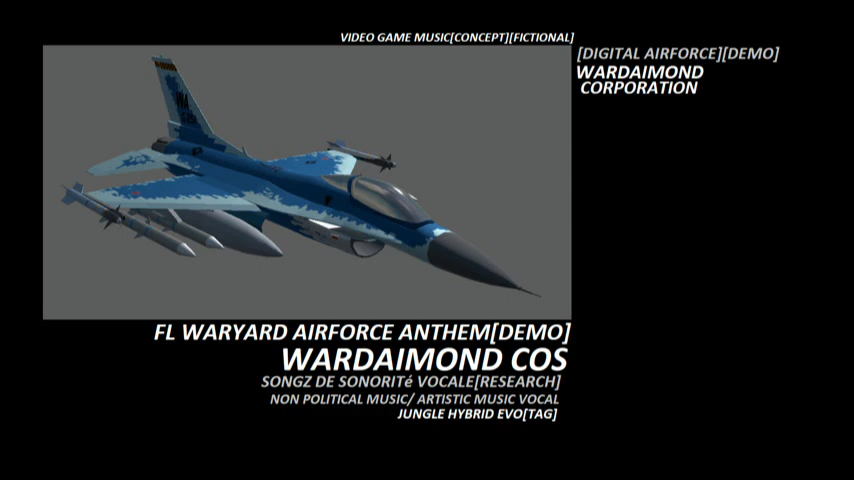 VIDEO GAME MUSIC[CONCEPT][FICTIONAL]
[DIGITAL AIRFORCE][DEMO]
WARDAIMOND
CORPORATION
WA
FL WARYARD AIRFORCE ANTHEM[DEMO]
WARDAIMOND COS
SONGZ DE SONORITé VOCALE[RESEARCH]
NON POLITICAL MUSIC/ ARTISTIC MUSIC VOCAL
JUNGLE HYBRID EVO[TAG]